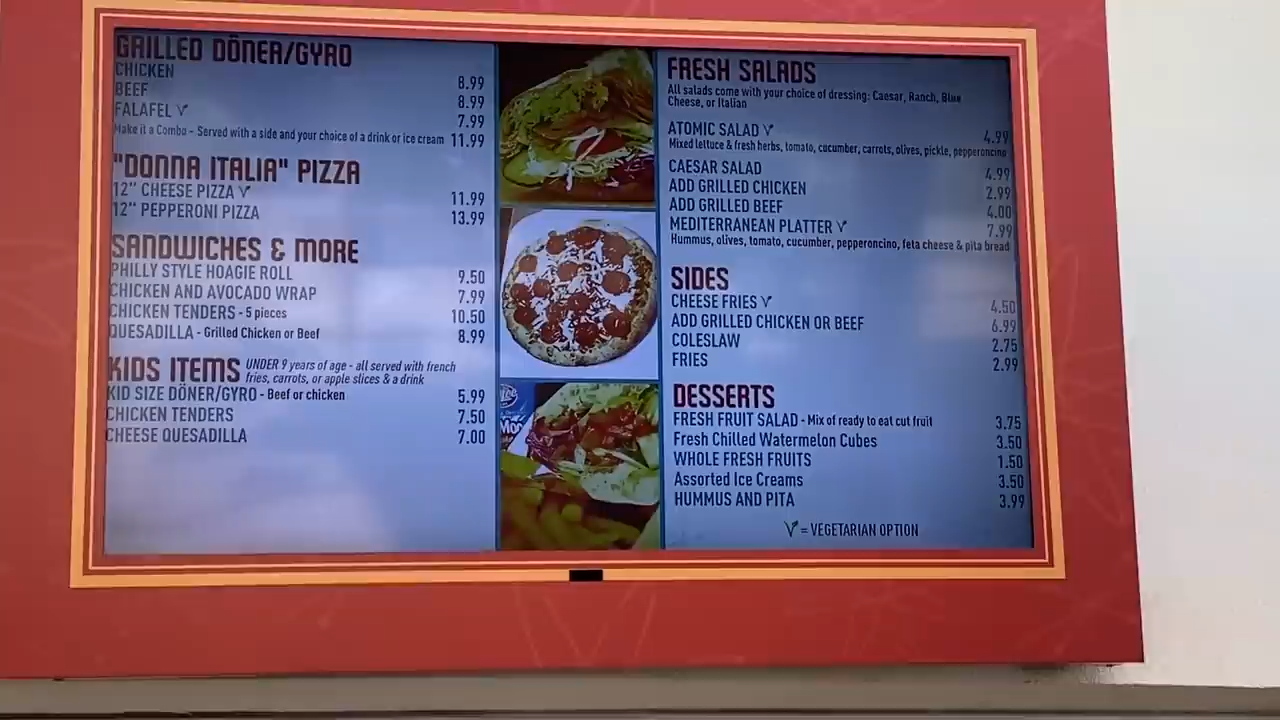 GRILLED DÖNER/GYRO
CHICKEN 8.99
BEEF 8.99
FALAFEL V 7.99
Make it a Combo - Served with a side and your choice of a drink or ice cream 11.99
"DONNA ITALIA" PIZZA
12" CHEESE PIZZA V 11.99
12" PEPPERONI PIZZA 13.99
SANDWICHES & MORE
PHILLY STYLE HOAGIE ROLL 9.50
CHICKEN AND AVOCADO WRAP 7.99
CHICKEN TENDERS - 5 pieces 10.50
QUESADILLA - Grilled Chicken or Beef 8.99
KIDS ITEMS UNDER 9 years of age - all served with french
fries, carrots, or apple slices & a drink
KID SIZE DÖNER/GYRO - Beef or chicken 5.99
CHICKEN TENDERS 7.50
CHEESE QUESADILLA 7.00
FRESH SALADS
All salads come with your choice of dressing: Caesar, Ranch, Blue
Cheese, or Italian
ATOMIC SALAD V 4.99
Mixed lettuce & fresh herbs, tomato, cucumber, carrots, olives, pickle, pepperoncino
CAESAR SALAD 4.99
ADD GRILLED CHICKEN 2.99
ADD GRILLED BEEF 4.00
MEDITERRANEAN PLATTER V 7.99
Hummus, olives, tomato, cucumber, pepperoncino, feta cheese & pita bread
SIDES
CHEESE FRIES V 4.50
ADD GRILLED CHICKEN OR BEEF 6.99
COLESLAW 2.75
FRIES 2.99
DESSERTS
FRESH FRUIT SALAD - Mix of ready to eat cut fruit 3.75
Fresh Chilled Watermelon Cubes 3.50
WHOLE FRESH FRUITS 1.50
Assorted Ice Creams 3.50
HUMMUS AND PITA 3.99
V = VEGETARIAN OPTION